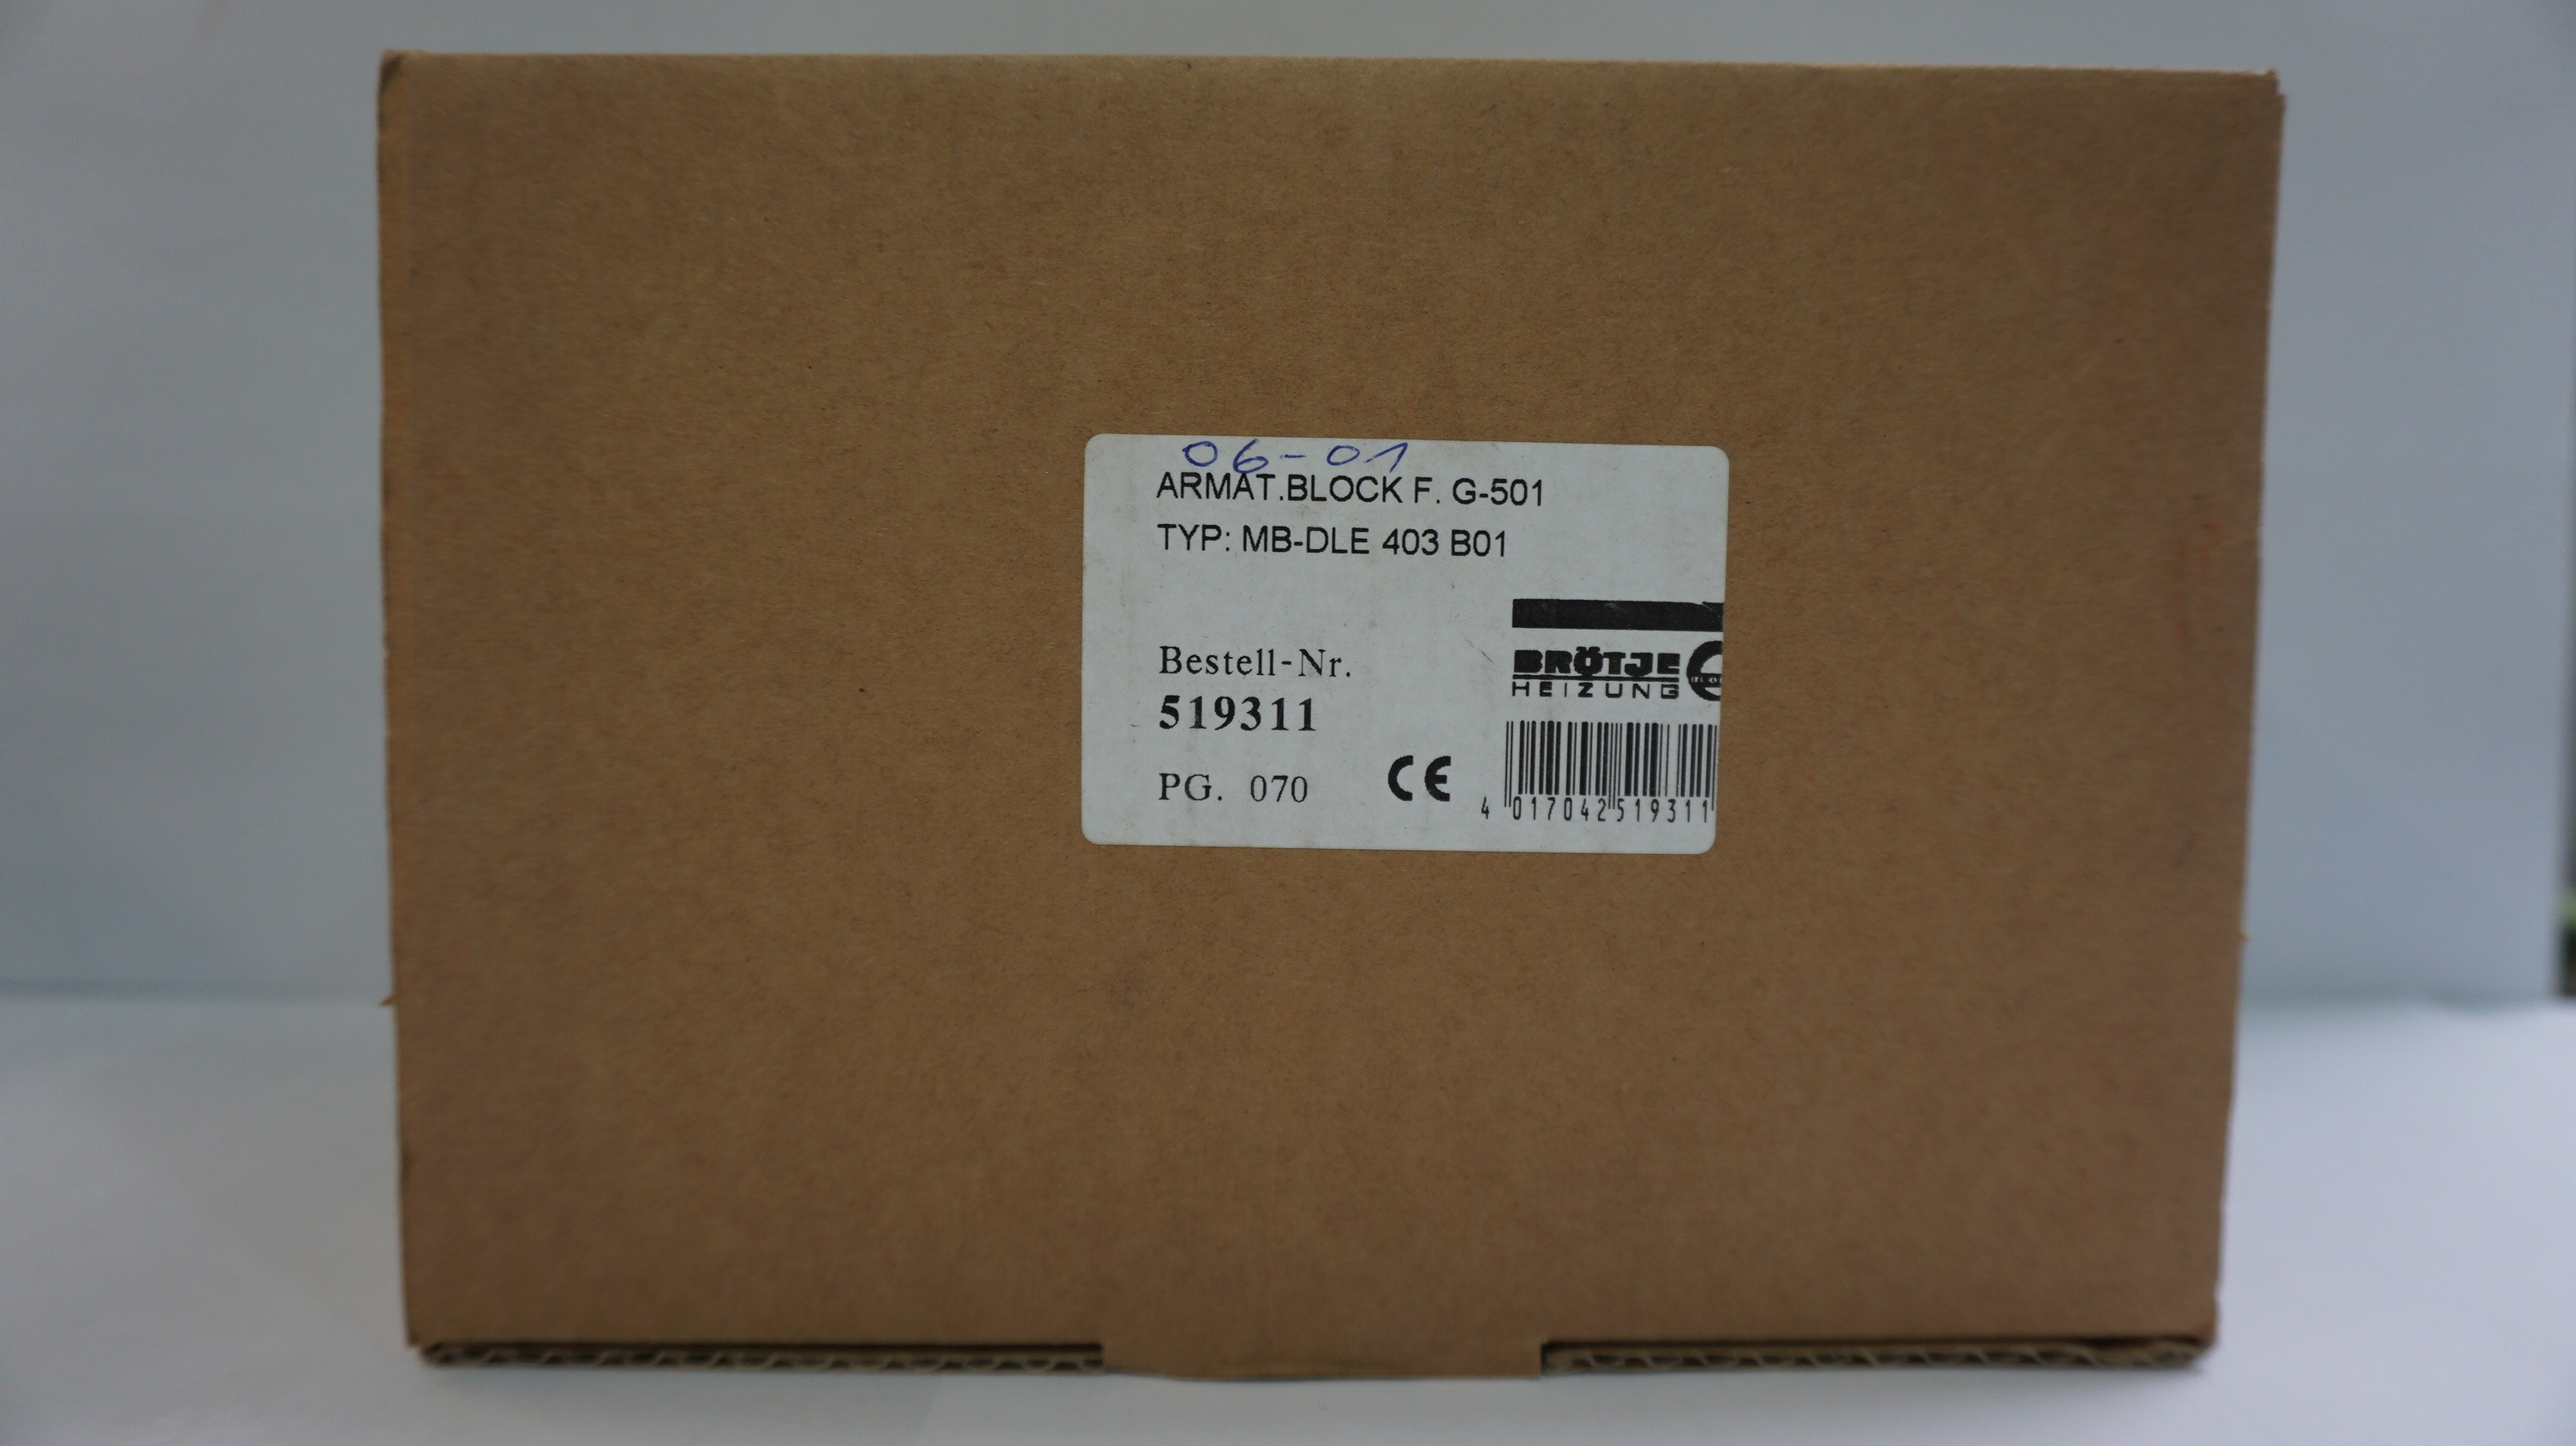 06-01
ARMAT.BLOCK F. G-501
TYP: MB-DLE 403 B01
BRÖTJE
HEIZUNG
Bestell-Nr.
519311
PG. 070
CE
4 017042 519311